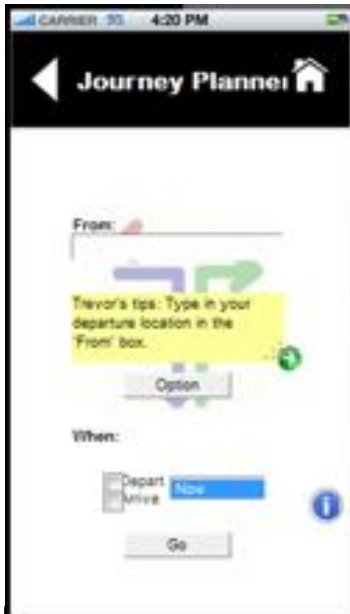 CARRIER 3G 4:20 PM
Journey Planner
From:
Trevor's tips: Type in your
departure location in the
'From' box.
Option
When:
Depart Now
Arrive
Go